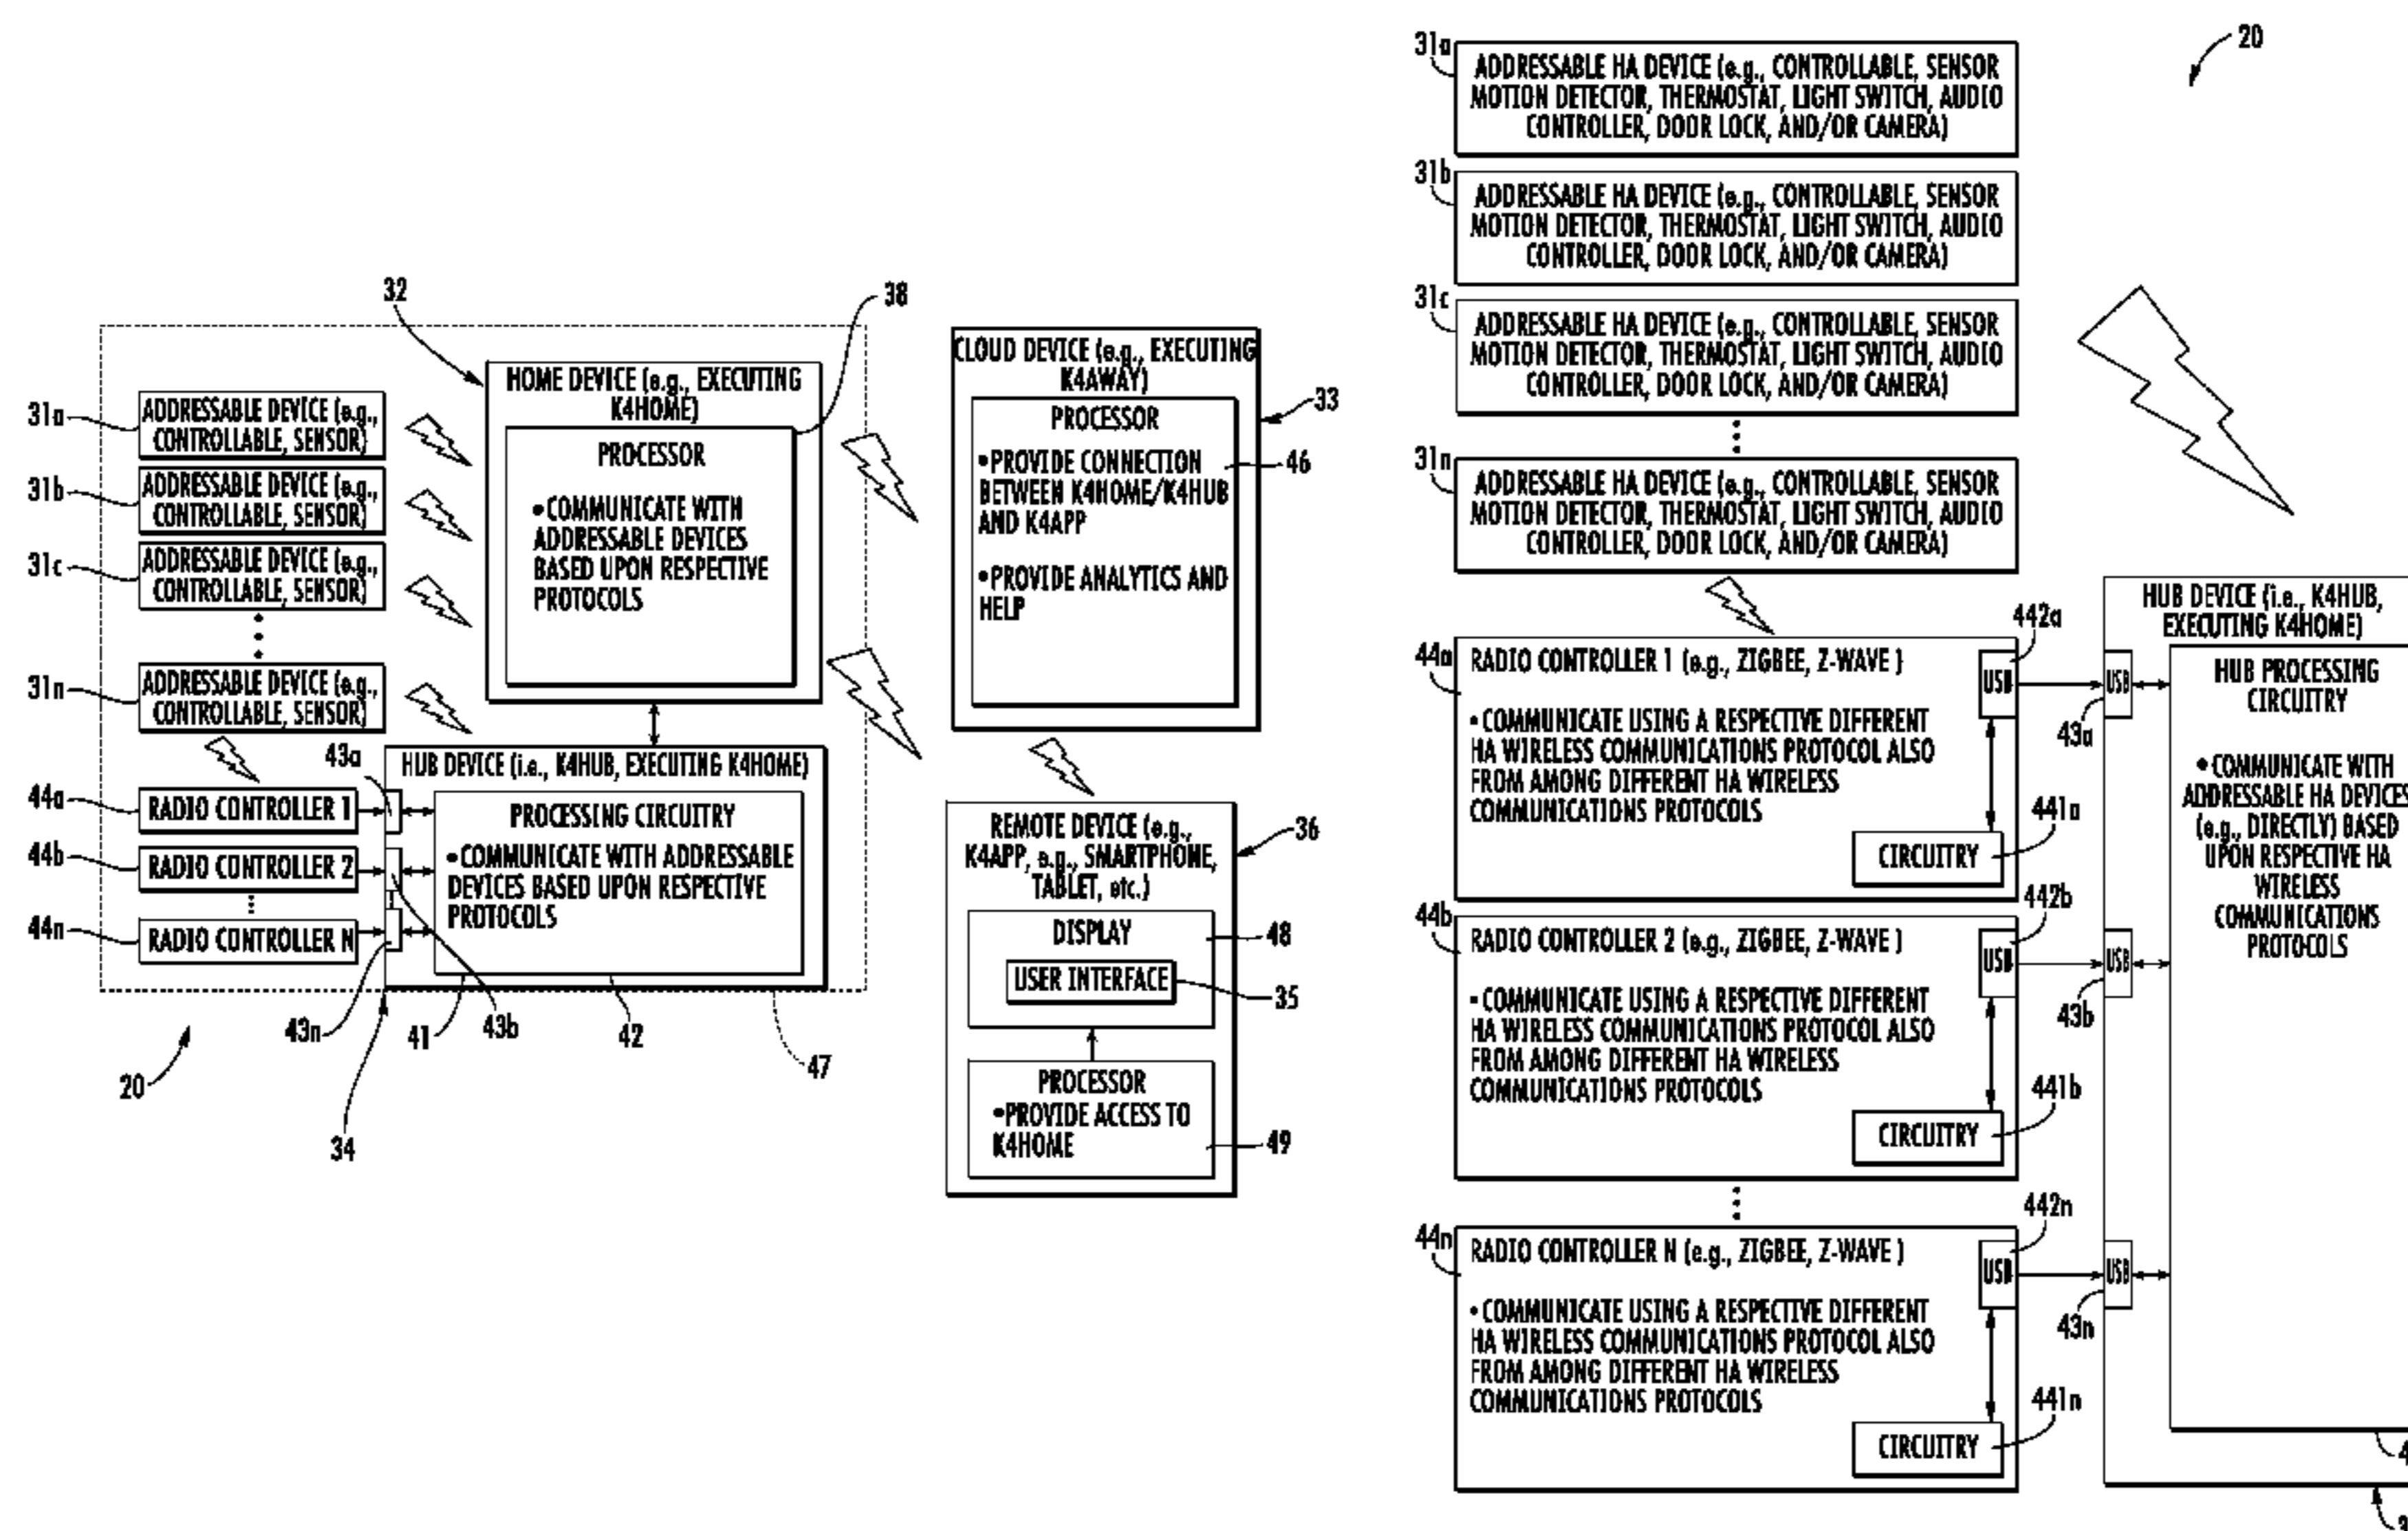 32
38
HOME DEVICE (e.g., EXECUTING
K4HOME)
PROCESSOR
•COMMUNICATE WITH
ADDRESSABLE DEVICES
BASED UPON RESPECTIVE
PROTOCOLS
31a
ADDRESSABLE DEVICE (e.g.,
CONTROLLABLE, SENSOR)
31b
ADDRESSABLE DEVICE (e.g.,
CONTROLLABLE, SENSOR)
31c
ADDRESSABLE DEVICE (e.g.,
CONTROLLABLE, SENSOR)
31n
ADDRESSABLE DEVICE (e.g.,
CONTROLLABLE, SENSOR)
43a
HUB DEVICE (i.e., K4HUB, EXECUTING K4HOME)
44a
RADIO CONTROLLER 1
44b
RADIO CONTROLLER 2
44n
RADIO CONTROLLER N
PROCESSING CIRCUITRY
•COMMUNICATE WITH ADDRESSABLE
DEVICES BASED UPON RESPECTIVE
PROTOCOLS
43n
41
43b
42
47
20
34
CLOUD DEVICE (e.g., EXECUTING
K4AWAY)
33
PROCESSOR
•PROVIDE CONNECTION
BETWEEN K4HOME/K4HUB
AND K4APP
•PROVIDE ANALYTICS AND
HELP
46
REMOTE DEVICE (e.g.,
K4APP, e.g., SMARTPHONE,
TABLET, etc.)
36
DISPLAY
48
USER INTERFACE
35
PROCESSOR
•PROVIDE ACCESS TO
K4HOME
49
20
31a
ADDRESSABLE HA DEVICE (e.g., CONTROLLABLE, SENSOR
MOTION DETECTOR, THERMOSTAT, LIGHT SWITCH, AUDIO
CONTROLLER, DOOR LOCK, AND/OR CAMERA)
31b
ADDRESSABLE HA DEVICE (e.g., CONTROLLABLE, SENSOR
MOTION DETECTOR, THERMOSTAT, LIGHT SWITCH, AUDIO
CONTROLLER, DOOR LOCK, AND/OR CAMERA)
31c
ADDRESSABLE HA DEVICE (e.g., CONTROLLABLE, SENSOR
MOTION DETECTOR, THERMOSTAT, LIGHT SWITCH, AUDIO
CONTROLLER, DOOR LOCK, AND/OR CAMERA)
31n
ADDRESSABLE HA DEVICE (e.g., CONTROLLABLE, SENSOR
MOTION DETECTOR, THERMOSTAT, LIGHT SWITCH, AUDIO
CONTROLLER, DOOR LOCK, AND/OR CAMERA)
44a
RADIO CONTROLLER 1 (e.g., ZIGBEE, Z-WAVE )
•COMMUNICATE USING A RESPECTIVE DIFFERENT
HA WIRELESS COMMUNICATIONS PROTOCOL ALSO
FROM AMONG DIFFERENT HA WIRELESS
COMMUNICATIONS PROTOCOLS
442a
USB
USB
43a
441a
CIRCUITRY
44b
RADIO CONTROLLER 2 (e.g., ZIGBEE, Z-WAVE )
•COMMUNICATE USING A RESPECTIVE DIFFERENT
HA WIRELESS COMMUNICATIONS PROTOCOL ALSO
FROM AMONG DIFFERENT HA WIRELESS
COMMUNICATIONS PROTOCOLS
442b
USB
USB
43b
441b
CIRCUITRY
44n
RADIO CONTROLLER N (e.g., ZIGBEE, Z-WAVE )
•COMMUNICATE USING A RESPECTIVE DIFFERENT
HA WIRELESS COMMUNICATIONS PROTOCOL ALSO
FROM AMONG DIFFERENT HA WIRELESS
COMMUNICATIONS PROTOCOLS
442n
USB
USB
43n
441n
CIRCUITRY
HUB DEVICE (i.e., K4HUB,
EXECUTING K4HOME)
HUB PROCESSING
CIRCUITRY
•COMMUNICATE WITH
ADDRESSABLE HA DEVICES
(e.g., DIRECTLY) BASED
UPON RESPECTIVE HA
WIRELESS
COMMUNICATIONS
PROTOCOLS